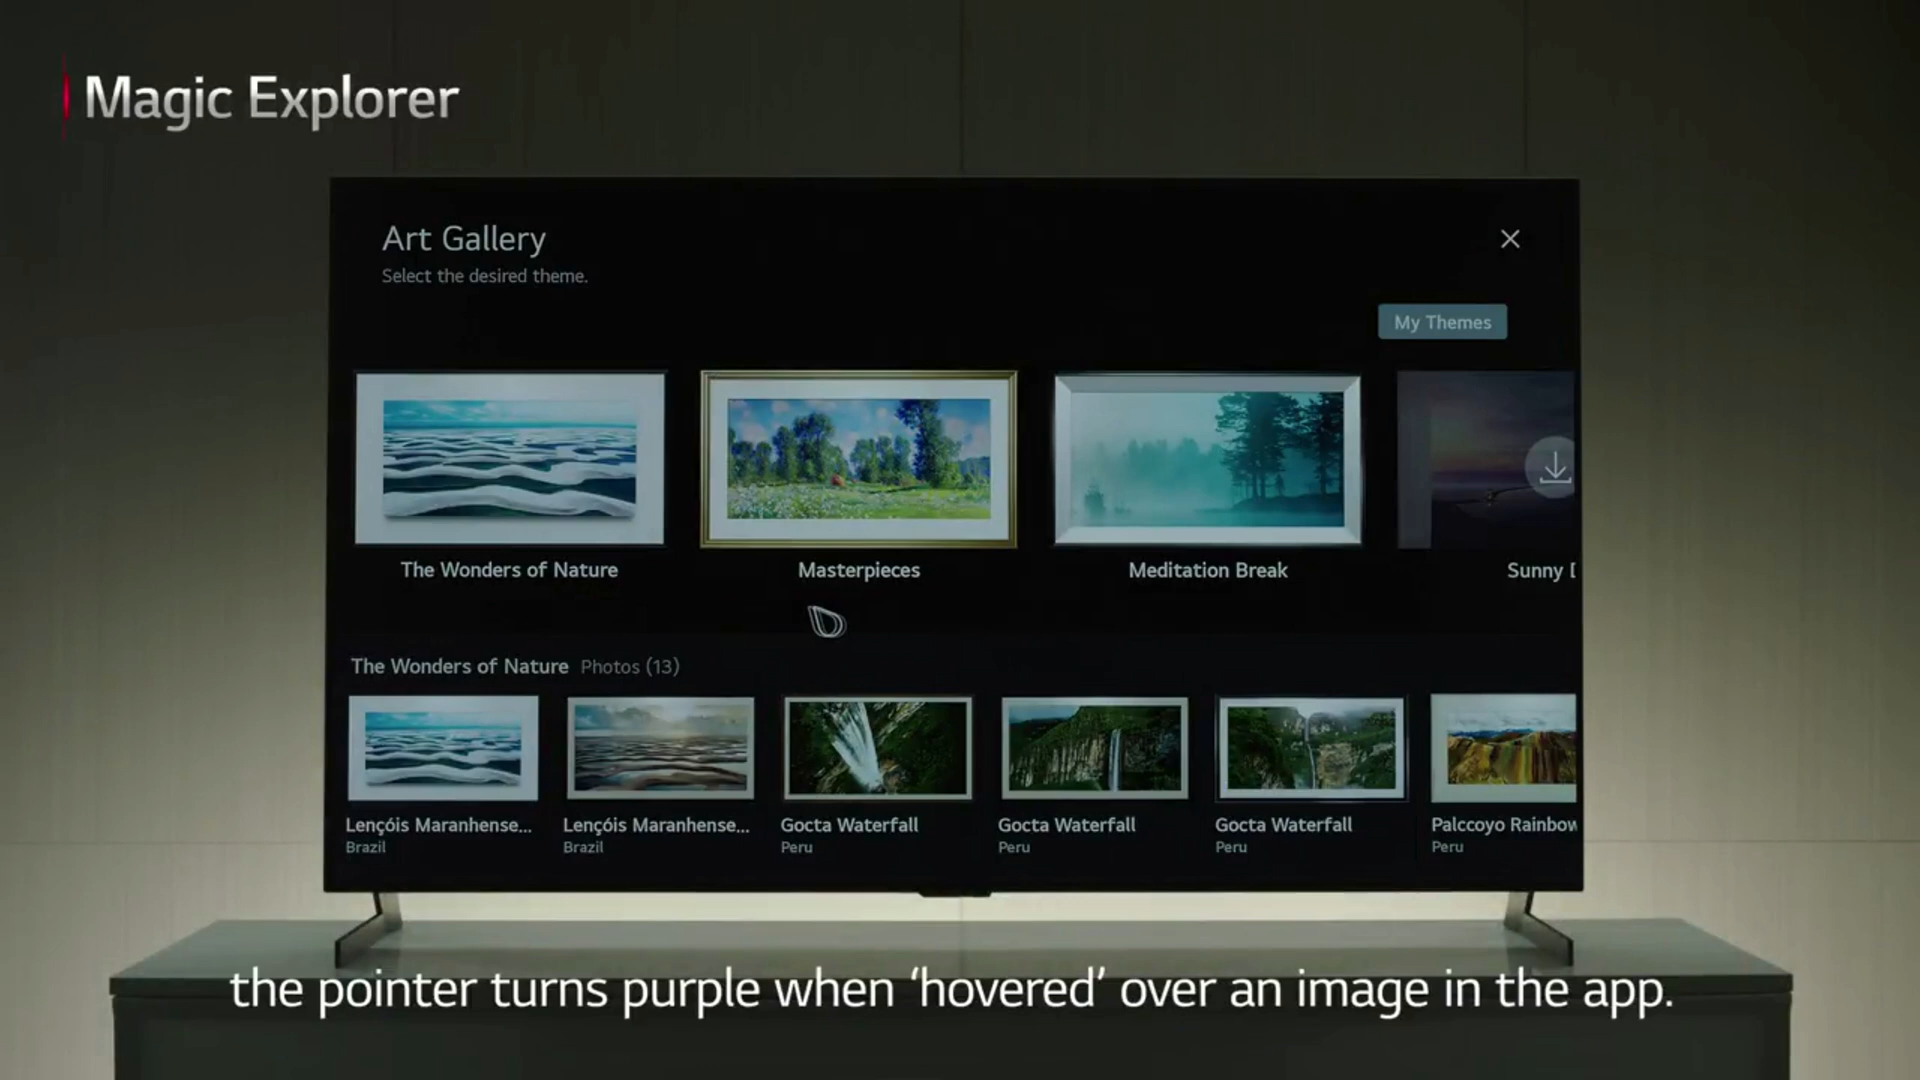 Magic Explorer
Art Gallery
Select the desired theme.
My Themes
The Wonders of Nature
Masterpieces
Meditation Break
Sunny
The Wonders of Nature Photos (13)
Lençóis Maranhense...
Brazil
Lençóis Maranhense...
Brazil
Gocta Waterfall
Peru
Gocta Waterfall
Peru
Gocta Waterfall
Peru
Palccoyo Rainbow
Peru
the pointer turns purple when ‘hovered’ over an image in the app.